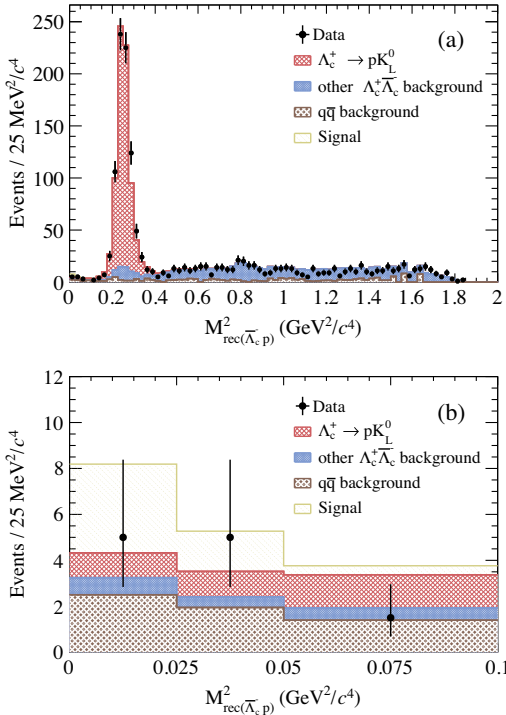 (a)
Data
Λc+ → pKL0
other Λc+Λ̅c- background
qq̅ background
Signal
Events / 25 MeV²/c⁴
250
200
150
100
50
0
0 0.2 0.4 0.6 0.8 1 1.2 1.4 1.6 1.8 2
M²rec(Λ̅c- p) (GeV²/c⁴)
(b)
Data
Λc+ → pKL0
other Λc+Λ̅c- background
qq̅ background
Signal
Events / 25 MeV²/c⁴
12
10
8
6
4
2
0
0 0.025 0.05 0.075 0.1
M²rec(Λ̅c- p) (GeV²/c⁴)